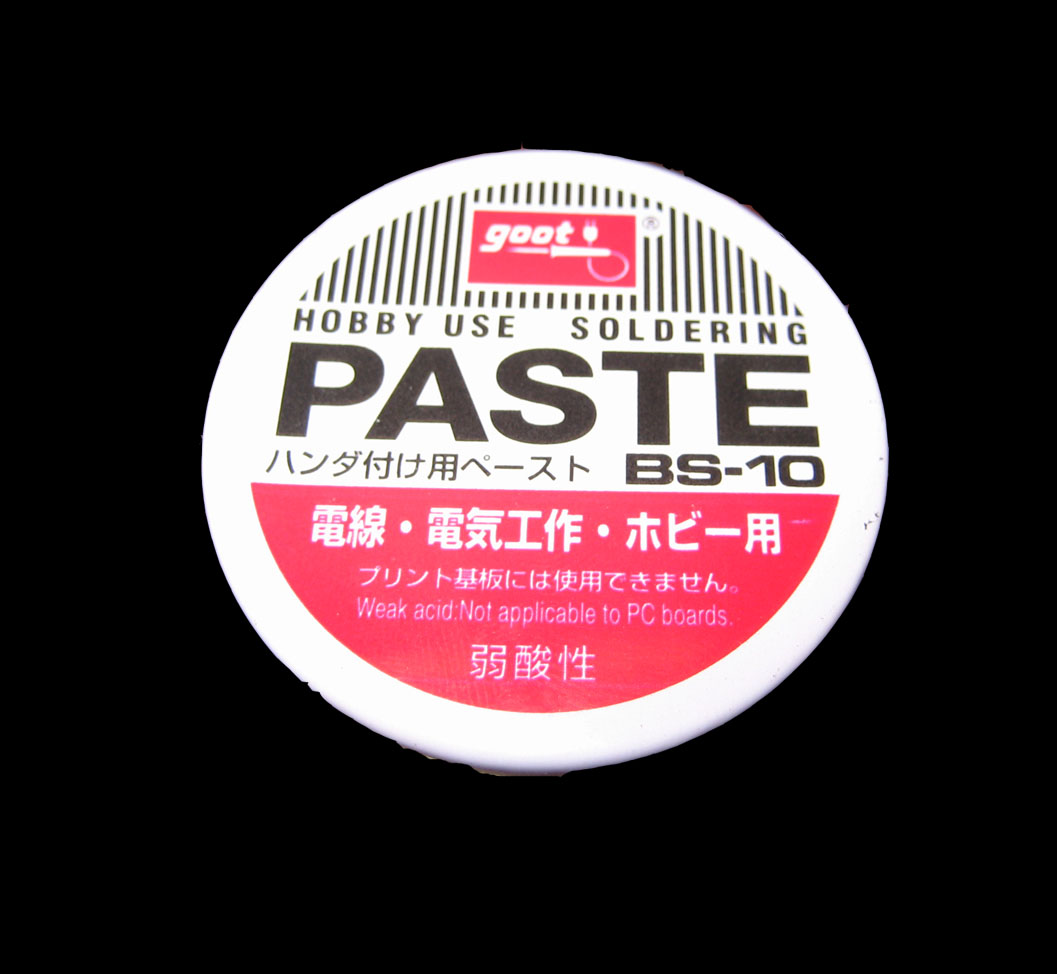 goot ®
HOBBY USE SOLDERING
PASTE
ハンダ付け用ペースト BS-10
電線・電気工作・ホビー用
プリント基板には使用できません。
Weak acid:Not applicable to PC boards.
弱酸性